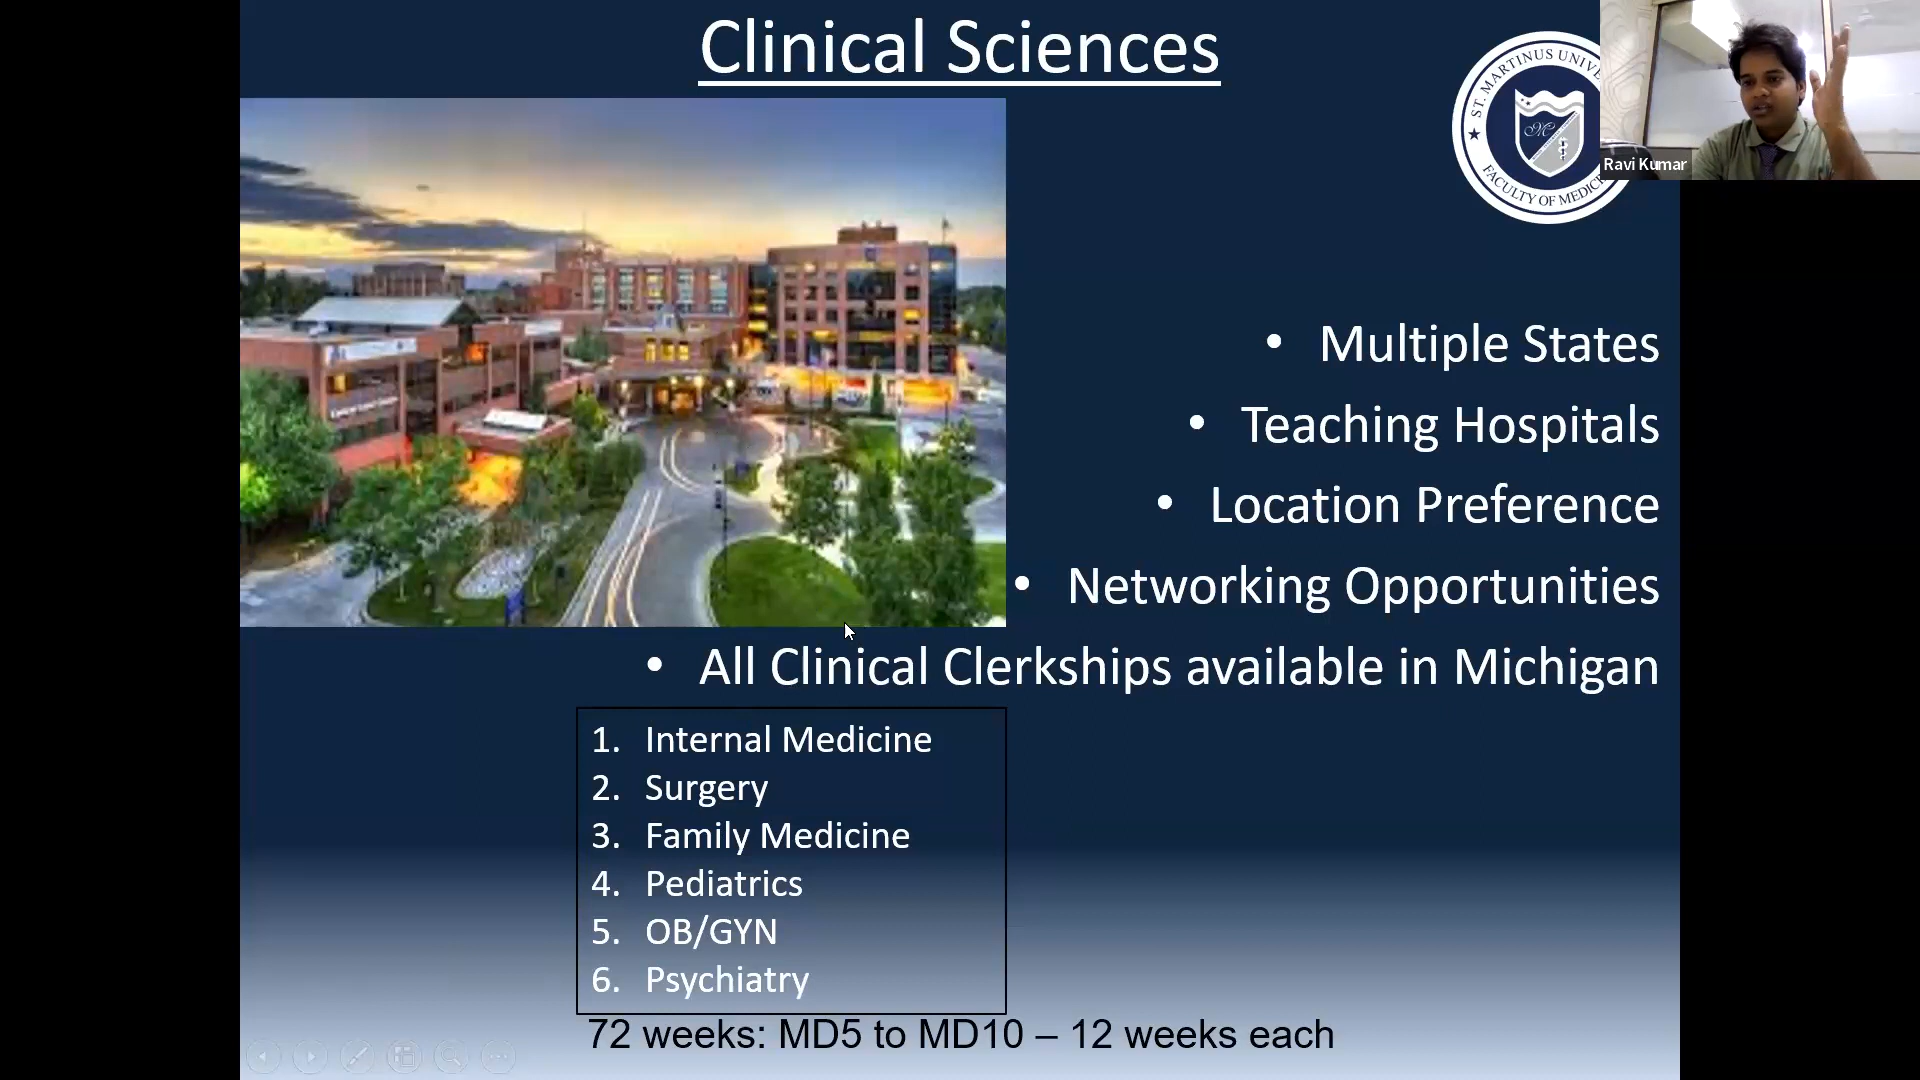 Clinical Sciences
ST. MARTINUS
FACULTY OF
Ravi Kumar
• Multiple States
• Teaching Hospitals
• Location Preference
• Networking Opportunities
• All Clinical Clerkships available in Michigan
1. Internal Medicine
2. Surgery
3. Family Medicine
4. Pediatrics
5. OB/GYN
6. Psychiatry
72 weeks: MD5 to MD10 – 12 weeks each